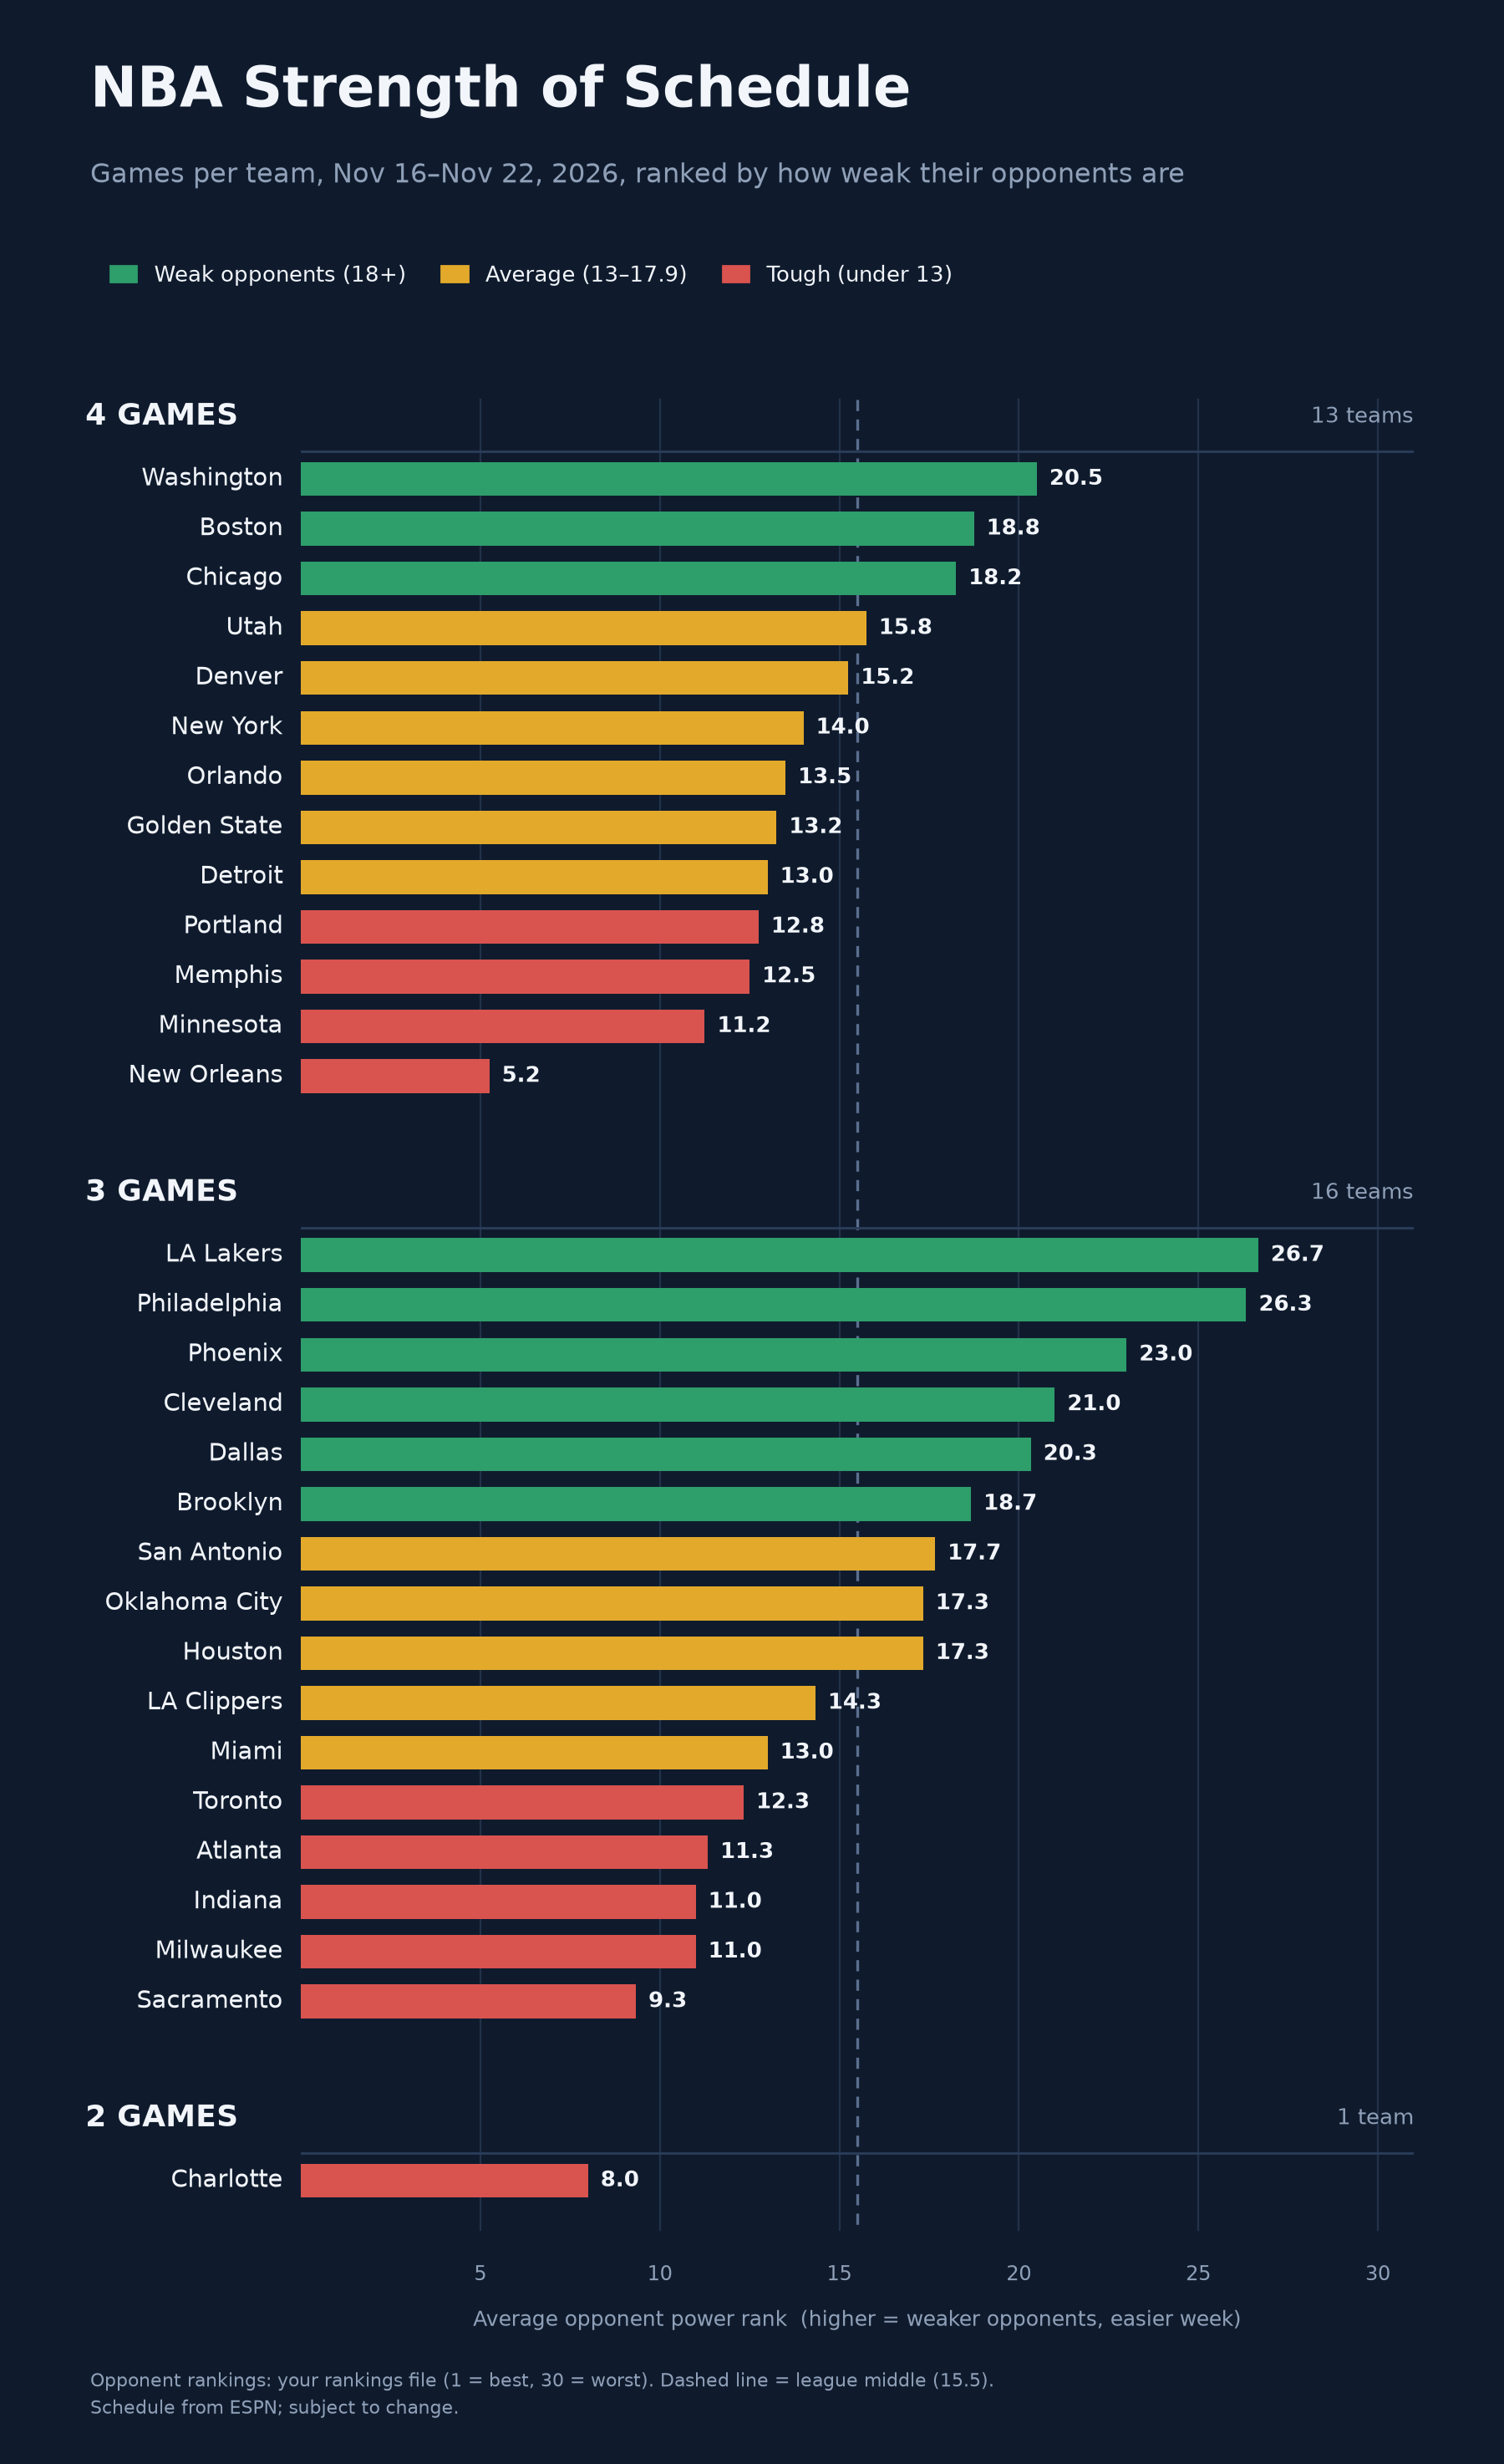 NBA Strength of Schedule
Games per team, Nov 16–Nov 22, 2026, ranked by how weak their opponents are
Weak opponents (18+) Average (13–17.9) Tough (under 13)
4 GAMES 13 teams
Washington 20.5
Boston 18.8
Chicago 18.2
Utah 15.8
Denver 15.2
New York 14.0
Orlando 13.5
Golden State 13.2
Detroit 13.0
Portland 12.8
Memphis 12.5
Minnesota 11.2
New Orleans 5.2
3 GAMES 16 teams
LA Lakers 26.7
Philadelphia 26.3
Phoenix 23.0
Cleveland 21.0
Dallas 20.3
Brooklyn 18.7
San Antonio 17.7
Oklahoma City 17.3
Houston 17.3
LA Clippers 14.3
Miami 13.0
Toronto 12.3
Atlanta 11.3
Indiana 11.0
Milwaukee 11.0
Sacramento 9.3
2 GAMES 1 team
Charlotte 8.0
5 10 15 20 25 30
Average opponent power rank (higher = weaker opponents, easier week)
Opponent rankings: your rankings file (1 = best, 30 = worst). Dashed line = league middle (15.5).
Schedule from ESPN; subject to change.